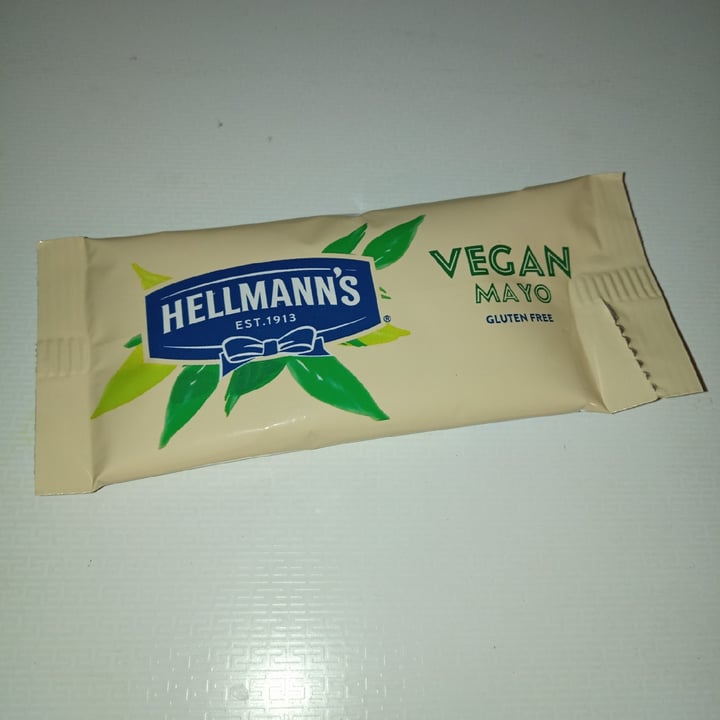 HELLMANN'S
EST.1913
®
VEGAN
MAYO
GLUTEN FREE